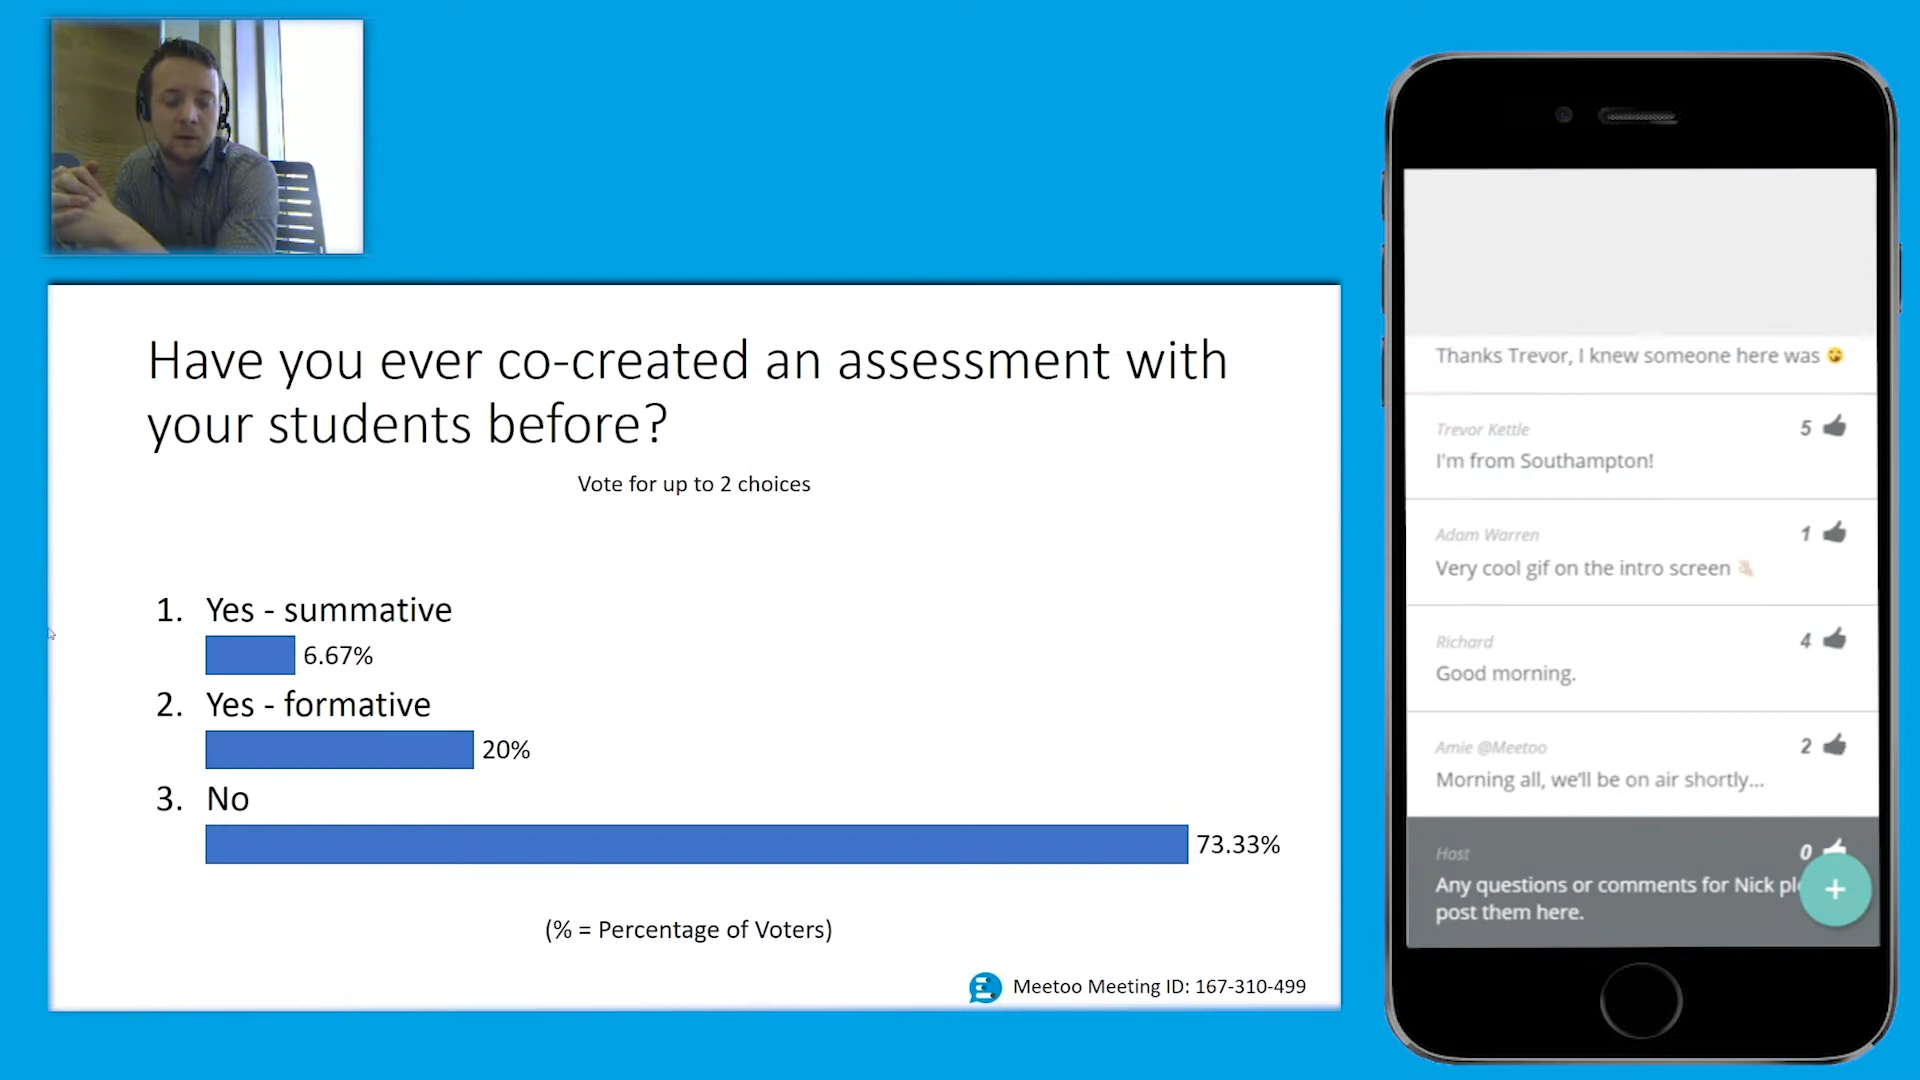 Have you ever co-created an assessment with
your students before?
Vote for up to 2 choices
1. Yes - summative
6.67%
2. Yes - formative
20%
3. No
73.33%
(% = Percentage of Voters)
Meetoo Meeting ID: 167-310-499
Thanks Trevor, I knew someone here was
Trevor Kettle
5
I'm from Southampton!
Adam Warren
1
Very cool gif on the intro screen
Richard
4
Good morning.
Amie @Meetoo
2
Morning all, we'll be on air shortly...
Host
0
Any questions or comments for Nick
post them here.
+